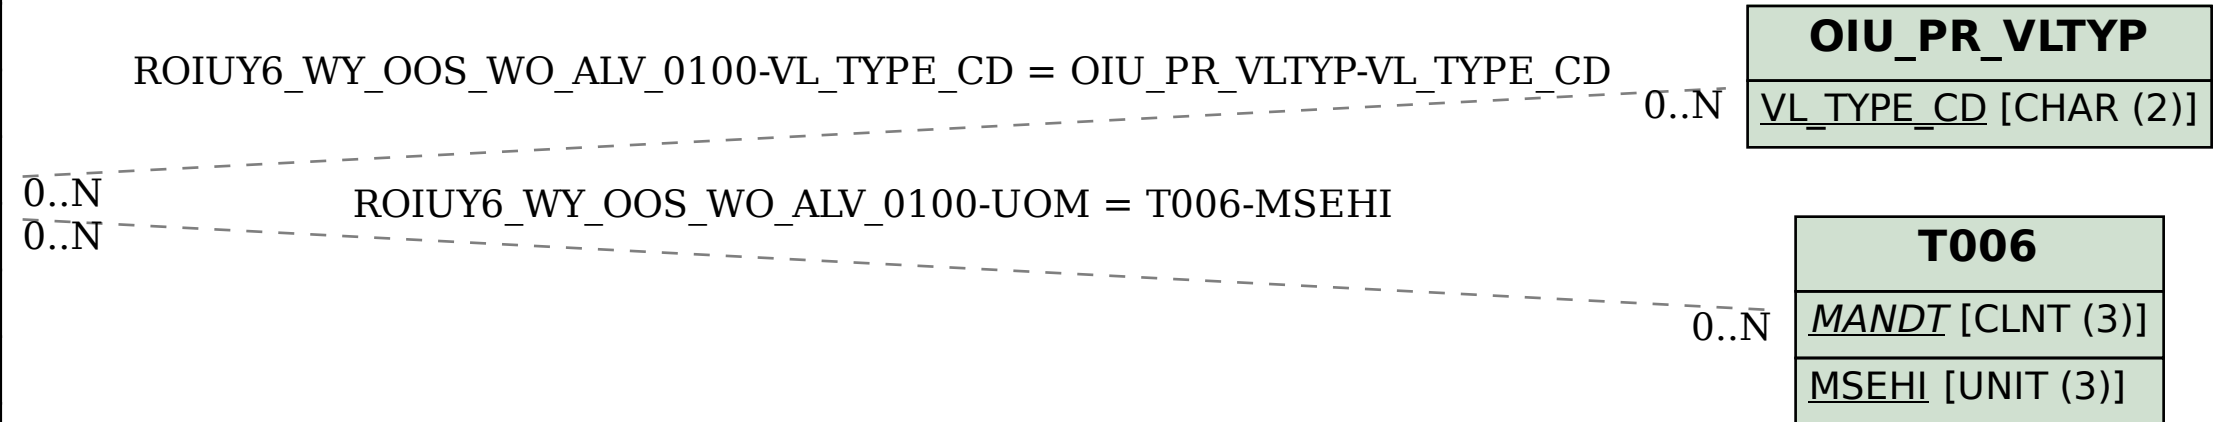 OIU_PR_VLTYP
ROIUY6_WY_OOS_WO_ALV_0100-VL_TYPE_CD = OIU_PR_VLTYP-VL_TYPE_CD
0..N
VL_TYPE_CD [CHAR (2)]
0..N
ROIUY6_WY_OOS_WO_ALV_0100-UOM = T006-MSEHI
0..N
T006
0..N
MANDT [CLNT (3)]
MSEHI [UNIT (3)]